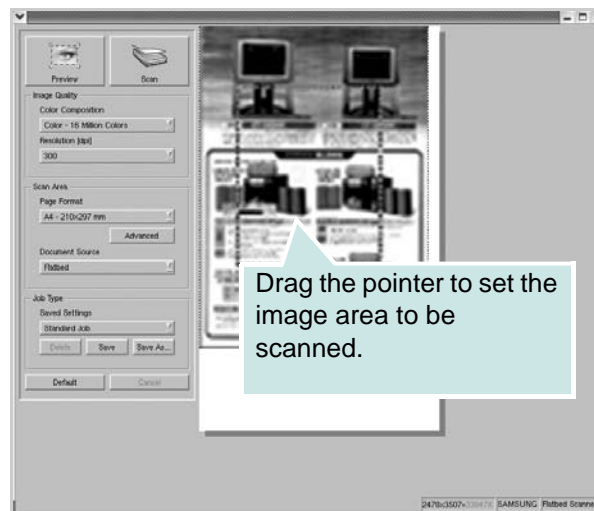 Preview
Scan
Image Quality
Color Composition
Color - 16 Million Colors
Resolution [dpi]
300
Scan Area
Page Format
A4 - 210x297 mm
Advanced
Document Source
Flatbed
Job Type
Saved Settings
Standard Job
Delete Save Save As...
Default Cancel
Drag the pointer to set the
image area to be
scanned.
SAMSUNG Flatbed Scanne